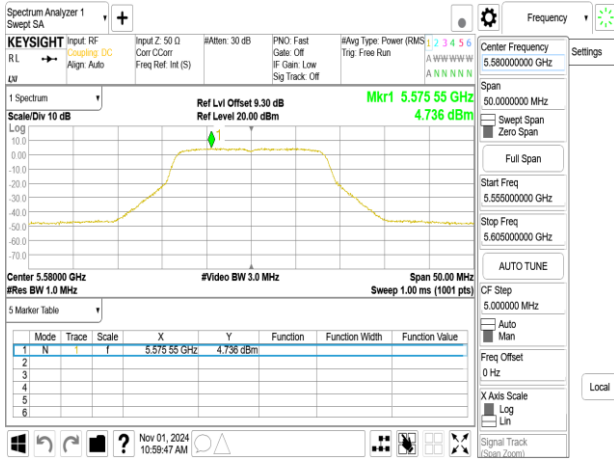 Spectrum Analyzer 1
Swept SA
+
Frequency
KEYSIGHT
RL
Input: RF
Coupling: DC
Align: Auto
Input Z: 50 Ω
Corr CCorr
Freq Ref: Int (S)
#Atten: 30 dB
PNO: Fast
Gate: Off
IF Gain: Low
Sig Track: Off
#Avg Type: Power (RMS
Trig: Free Run
1 2 3 4 5 6
A W W W W W
A N N N N N
LXI
1 Spectrum
Scale/Div 10 dB
Ref Lvl Offset 9.30 dB
Ref Level 20.00 dBm
Mkr1 5.575 55 GHz
4.736 dBm
Log
10.0
0.00
-10.0
-20.0
-30.0
-40.0
-50.0
-60.0
-70.0
1
Center 5.58000 GHz
#Res BW 1.0 MHz
#Video BW 3.0 MHz
Span 50.00 MHz
Sweep 1.00 ms (1001 pts)
5 Marker Table
Mode Trace Scale X Y Function Function Width Function Value
1 N 1 f 5.575 55 GHz 4.736 dBm
2
3
4
5
6
Nov 01, 2024
10:59:47 AM
?
Center Frequency
5.580000000 GHz
Span
50.0000000 MHz
Swept Span
Zero Span
Full Span
Start Freq
5.555000000 GHz
Stop Freq
5.605000000 GHz
AUTO TUNE
CF Step
5.000000 MHz
Auto
Man
Freq Offset
0 Hz
X Axis Scale
Log
Lin
Signal Track
(Span Zoom)
Settings
Local